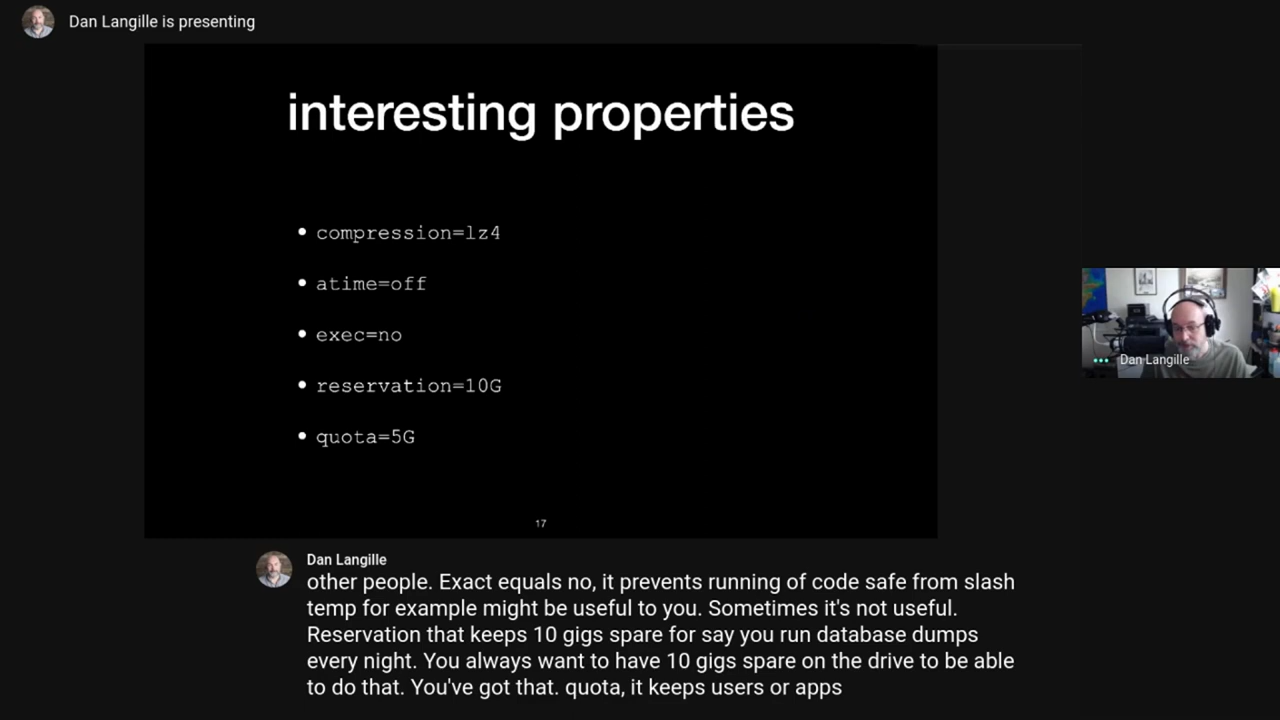 Dan Langille is presenting
interesting properties
• compression=lz4
• atime=off
• exec=no
• reservation=10G
• quota=5G
17
Dan Langille
Dan Langille
other people. Exact equals no, it prevents running of code safe from slash
temp for example might be useful to you. Sometimes it's not useful.
Reservation that keeps 10 gigs spare for say you run database dumps
every night. You always want to have 10 gigs spare on the drive to be able
to do that. You've got that. quota, it keeps users or apps